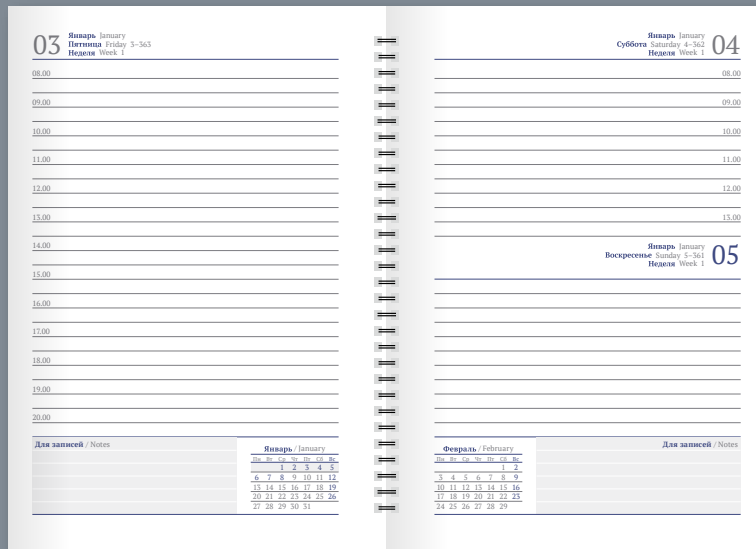 03
Январь January
Пятница Friday 3–363
Неделя Week 1
08.00
09.00
10.00
11.00
12.00
13.00
14.00
15.00
16.00
17.00
18.00
19.00
20.00
Для записей / Notes
Январь / January
Пн Вт Ср Чт Пт Сб Вс
1 2 3 4 5
6 7 8 9 10 11 12
13 14 15 16 17 18 19
20 21 22 23 24 25 26
27 28 29 30 31
Январь January
Суббота Saturday 4–362
Неделя Week 1
04
08.00
09.00
10.00
11.00
12.00
13.00
Январь January
Воскресенье Sunday 5–361
Неделя Week 1
05
Февраль / February
Пн Вт Ср Чт Пт Сб Вс
1 2
3 4 5 6 7 8 9
10 11 12 13 14 15 16
17 18 19 20 21 22 23
24 25 26 27 28 29
Для записей / Notes